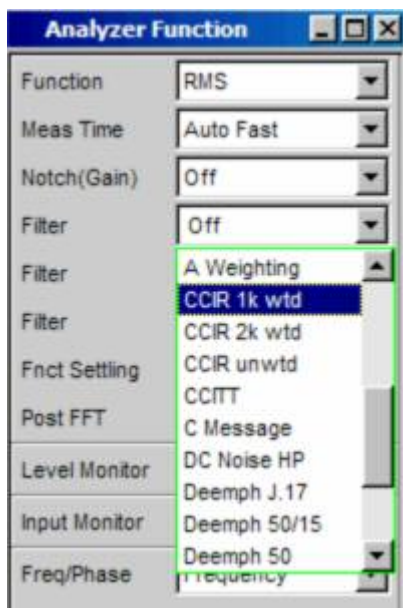 Analyzer Function
Function RMS
Meas Time Auto Fast
Notch(Gain) Off
Filter Off
Filter
Filter
Fnct Settling
Post FFT
Level Monitor
Input Monitor
Freq/Phase Frequency
A Weighting
CCIR 1k wtd
CCIR 2k wtd
CCIR unwtd
CCITT
C Message
DC Noise HP
Deemph J.17
Deemph 50/15
Deemph 50